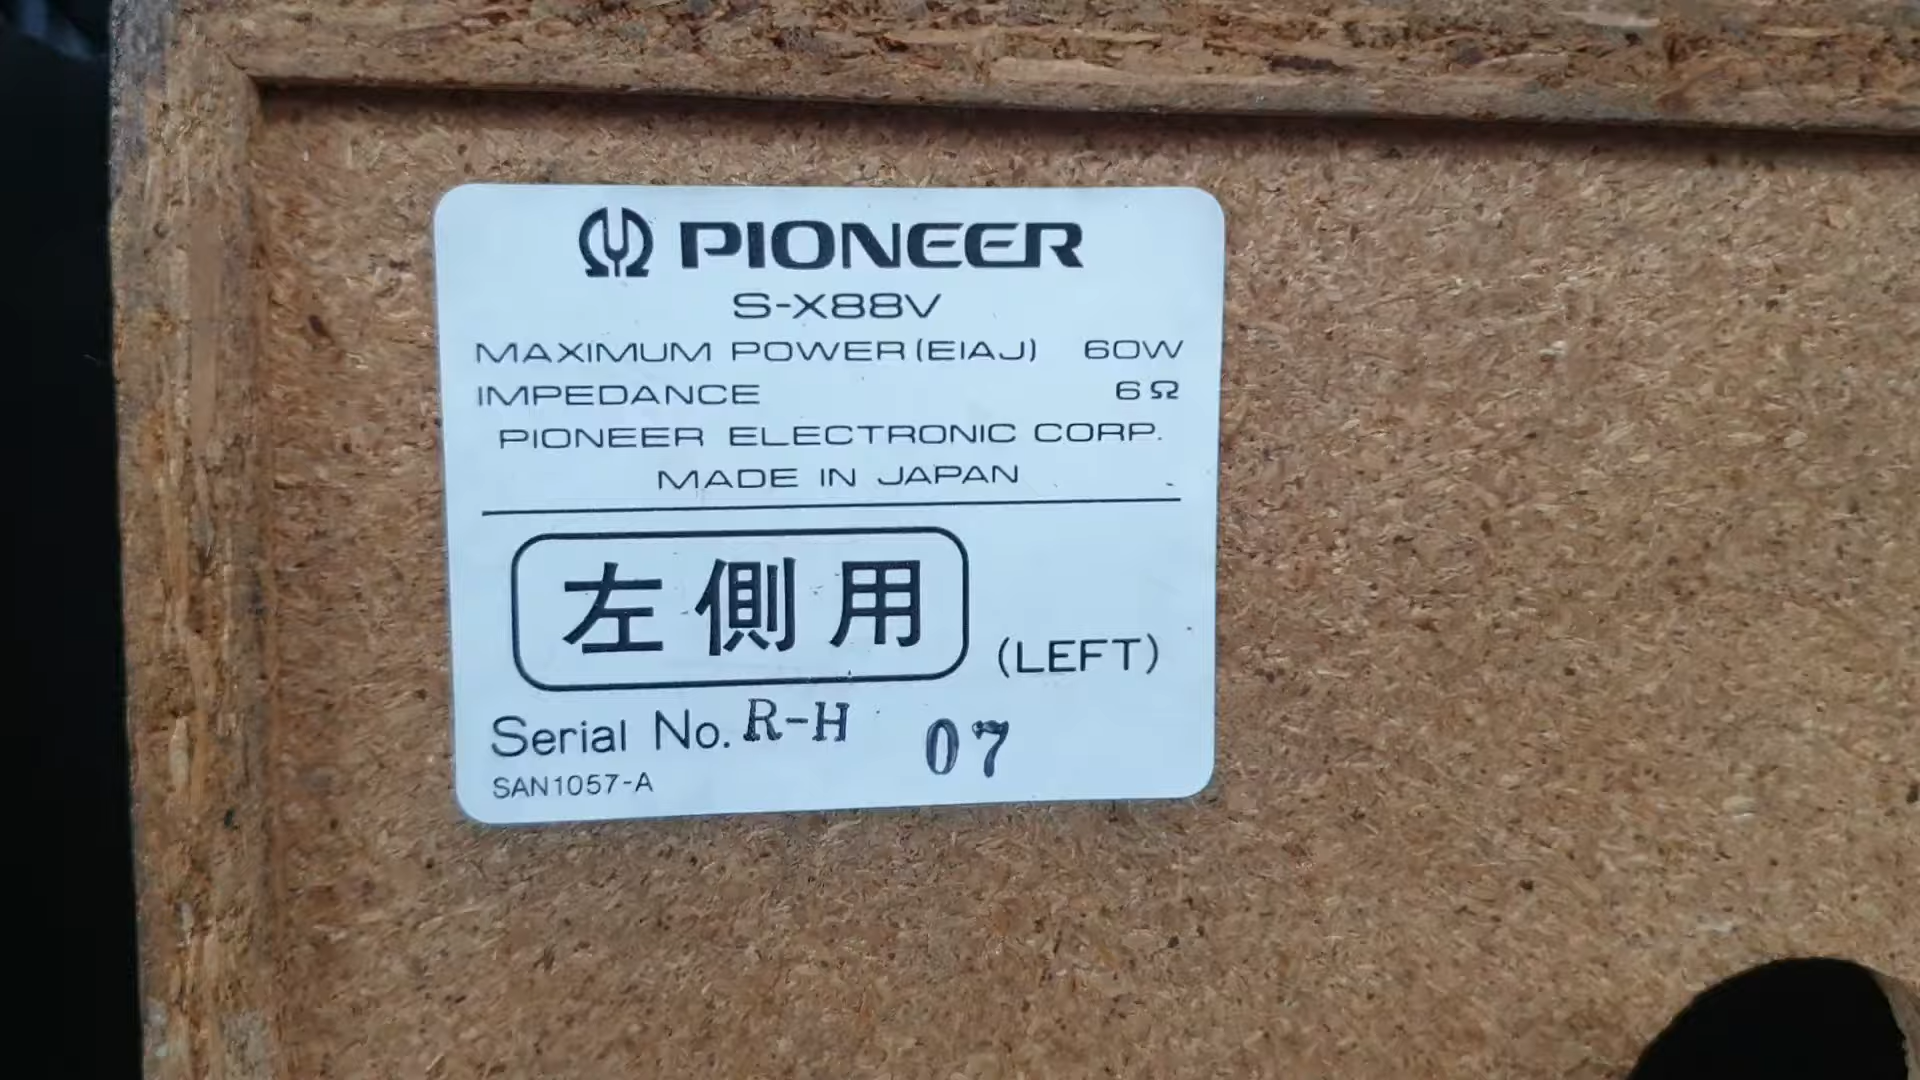 PIONEER
S-X88V
MAXIMUM POWER (EIAJ) 60W
IMPEDANCE 6Ω
PIONEER ELECTRONIC CORP.
MADE IN JAPAN
左側用 (LEFT)
Serial No. R-H 07
SAN1057-A